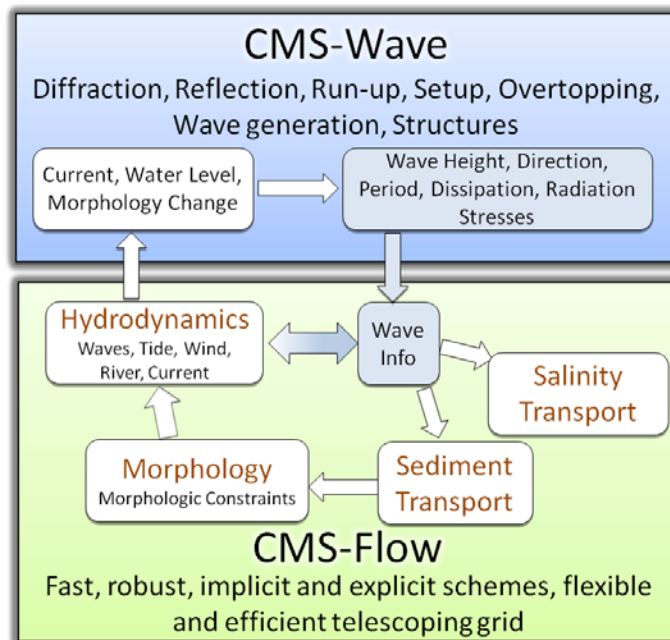 CMS-Wave
Diffraction, Reflection, Run-up, Setup, Overtopping,
Wave generation, Structures
Current, Water Level,
Morphology Change
Wave Height, Direction,
Period, Dissipation, Radiation
Stresses
Hydrodynamics
Waves, Tide, Wind,
River, Current
Wave
Info
Salinity
Transport
Morphology
Morphologic Constraints
Sediment
Transport
CMS-Flow
Fast, robust, implicit and explicit schemes, flexible
and efficient telescoping grid